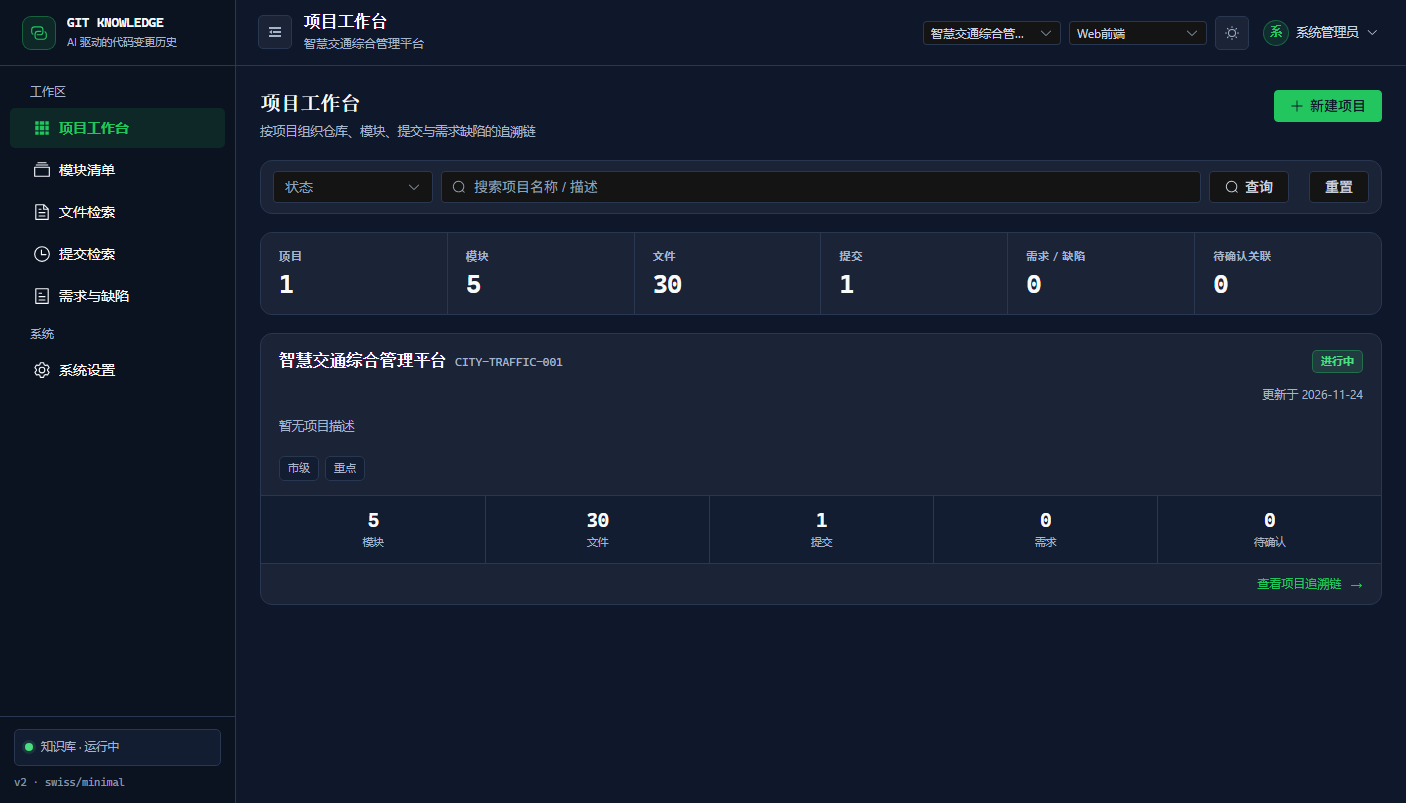 GIT KNOWLEDGE
AI 驱动的代码变更历史
项目工作台
智慧交通综合管理平台
智慧交通综合管...
Web前端
系
系统管理员
工作区
项目工作台
模块清单
文件检索
提交检索
需求与缺陷
系统
系统设置
知识库 · 运行中
v2 · swiss/minimal
项目工作台
按项目组织仓库、模块、提交与需求缺陷的追溯链
新建项目
状态
搜索项目名称 / 描述
查询
重置
项目
1
模块
5
文件
30
提交
1
需求 / 缺陷
0
待确认关联
0
智慧交通综合管理平台 CITY-TRAFFIC-001
进行中
更新于 2026-11-24
暂无项目描述
市级
重点
5
模块
30
文件
1
提交
0
需求
0
待确认
查看项目追溯链 →